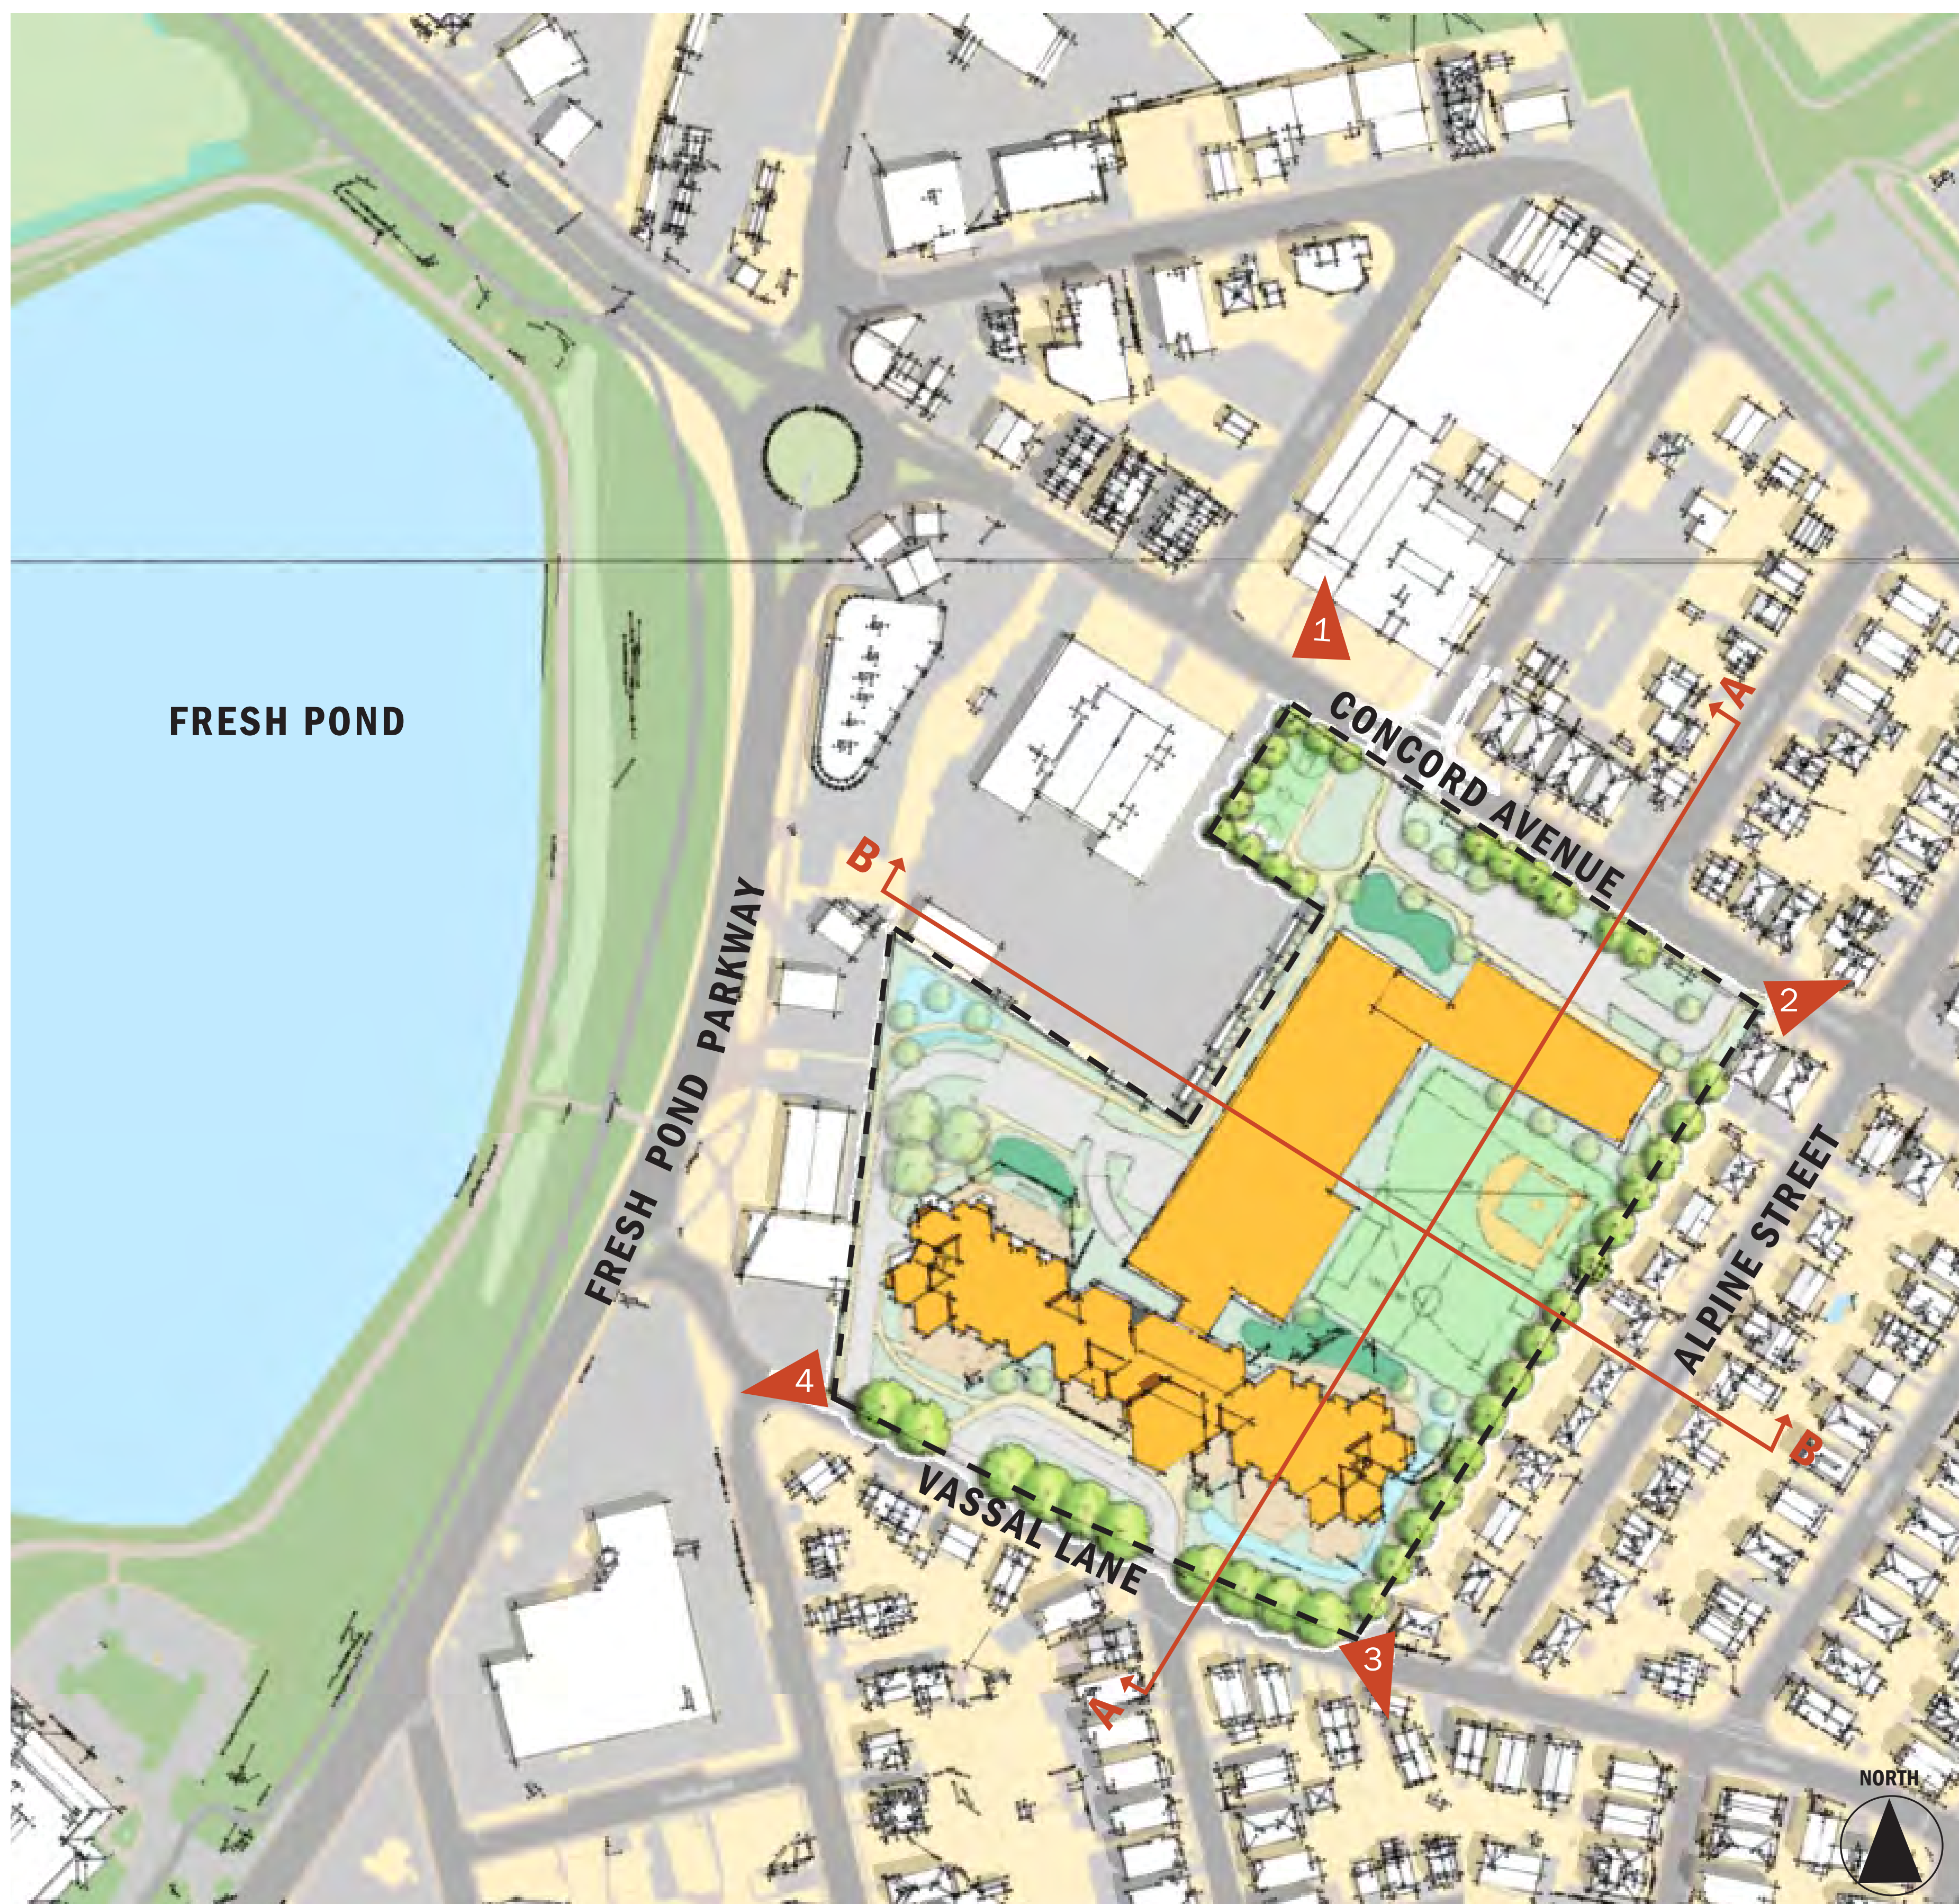 1
A
FRESH POND
CONCORD AVENUE
B
2
FRESH POND PARKWAY
ALPINE STREET
4
B
VASSAL LANE
3
A
NORTH